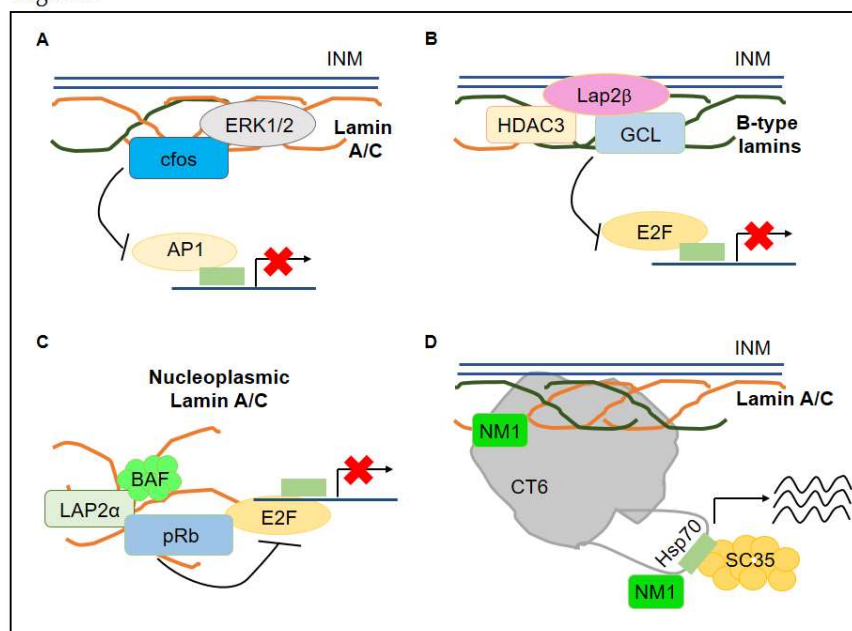 A
INM
ERK1/2
Lamin
A/C
cfos
AP1
B
INM
Lap2β
HDAC3
GCL
B-type
lamins
E2F
C
Nucleoplasmic
Lamin A/C
BAF
LAP2α
pRb
E2F
D
INM
Lamin A/C
NM1
CT6
Hsp70
SC35
NM1